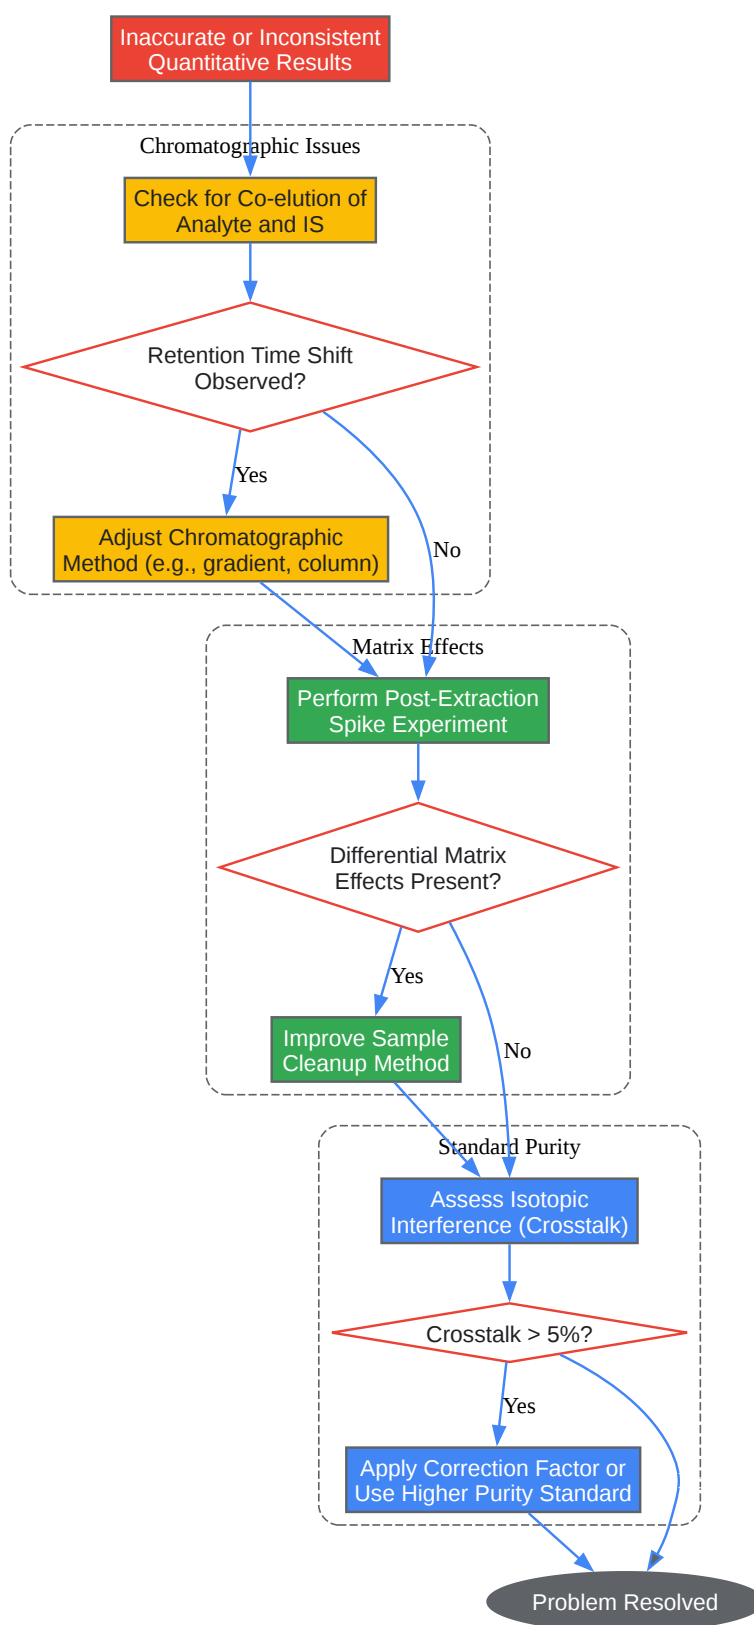 Inaccurate or Inconsistent
Quantitative Results
Chromatographic Issues
Check for Co-elution of
Analyte and IS
Retention Time Shift
Observed?
Yes
No
Adjust Chromatographic
Method (e.g., gradient, column)
Matrix Effects
Perform Post-Extraction
Spike Experiment
Differential Matrix
Effects Present?
Yes
No
Improve Sample
Cleanup Method
Standard Purity
Assess Isotopic
Interference (Crosstalk)
Crosstalk > 5%?
Yes
Apply Correction Factor or
Use Higher Purity Standard
Problem Resolved